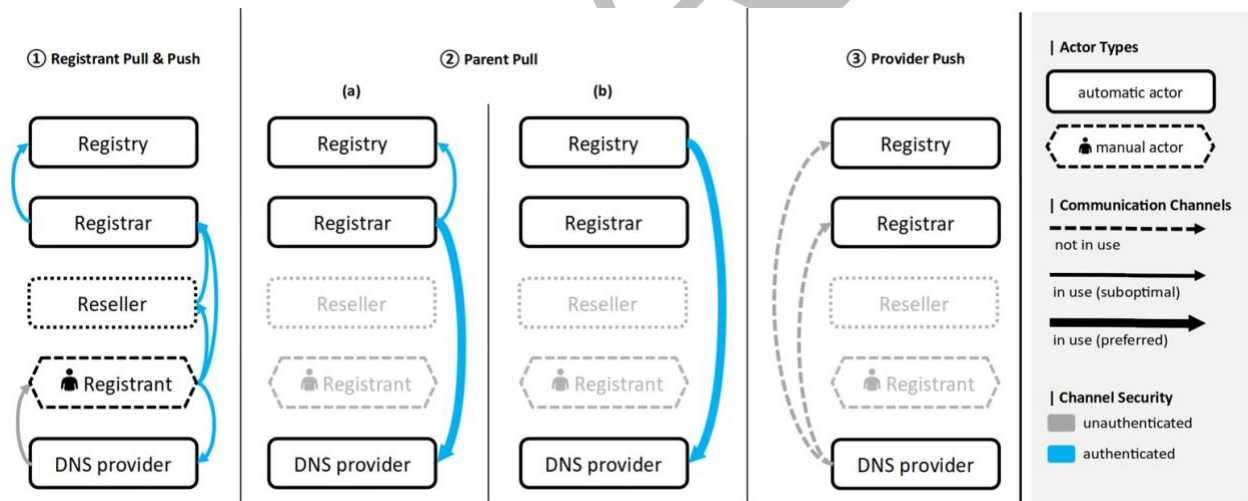 ① Registrant Pull & Push
② Parent Pull
③ Provider Push
(a)
(b)
Registry
Registrar
Reseller
Registrant
DNS provider
Registry
Registrar
Reseller
Registrant
DNS provider
Registry
Registrar
Reseller
Registrant
DNS provider
Registry
Registrar
Reseller
Registrant
DNS provider
| Actor Types
automatic actor
manual actor
| Communication Channels
not in use
in use (suboptimal)
in use (preferred)
| Channel Security
unauthenticated
authenticated